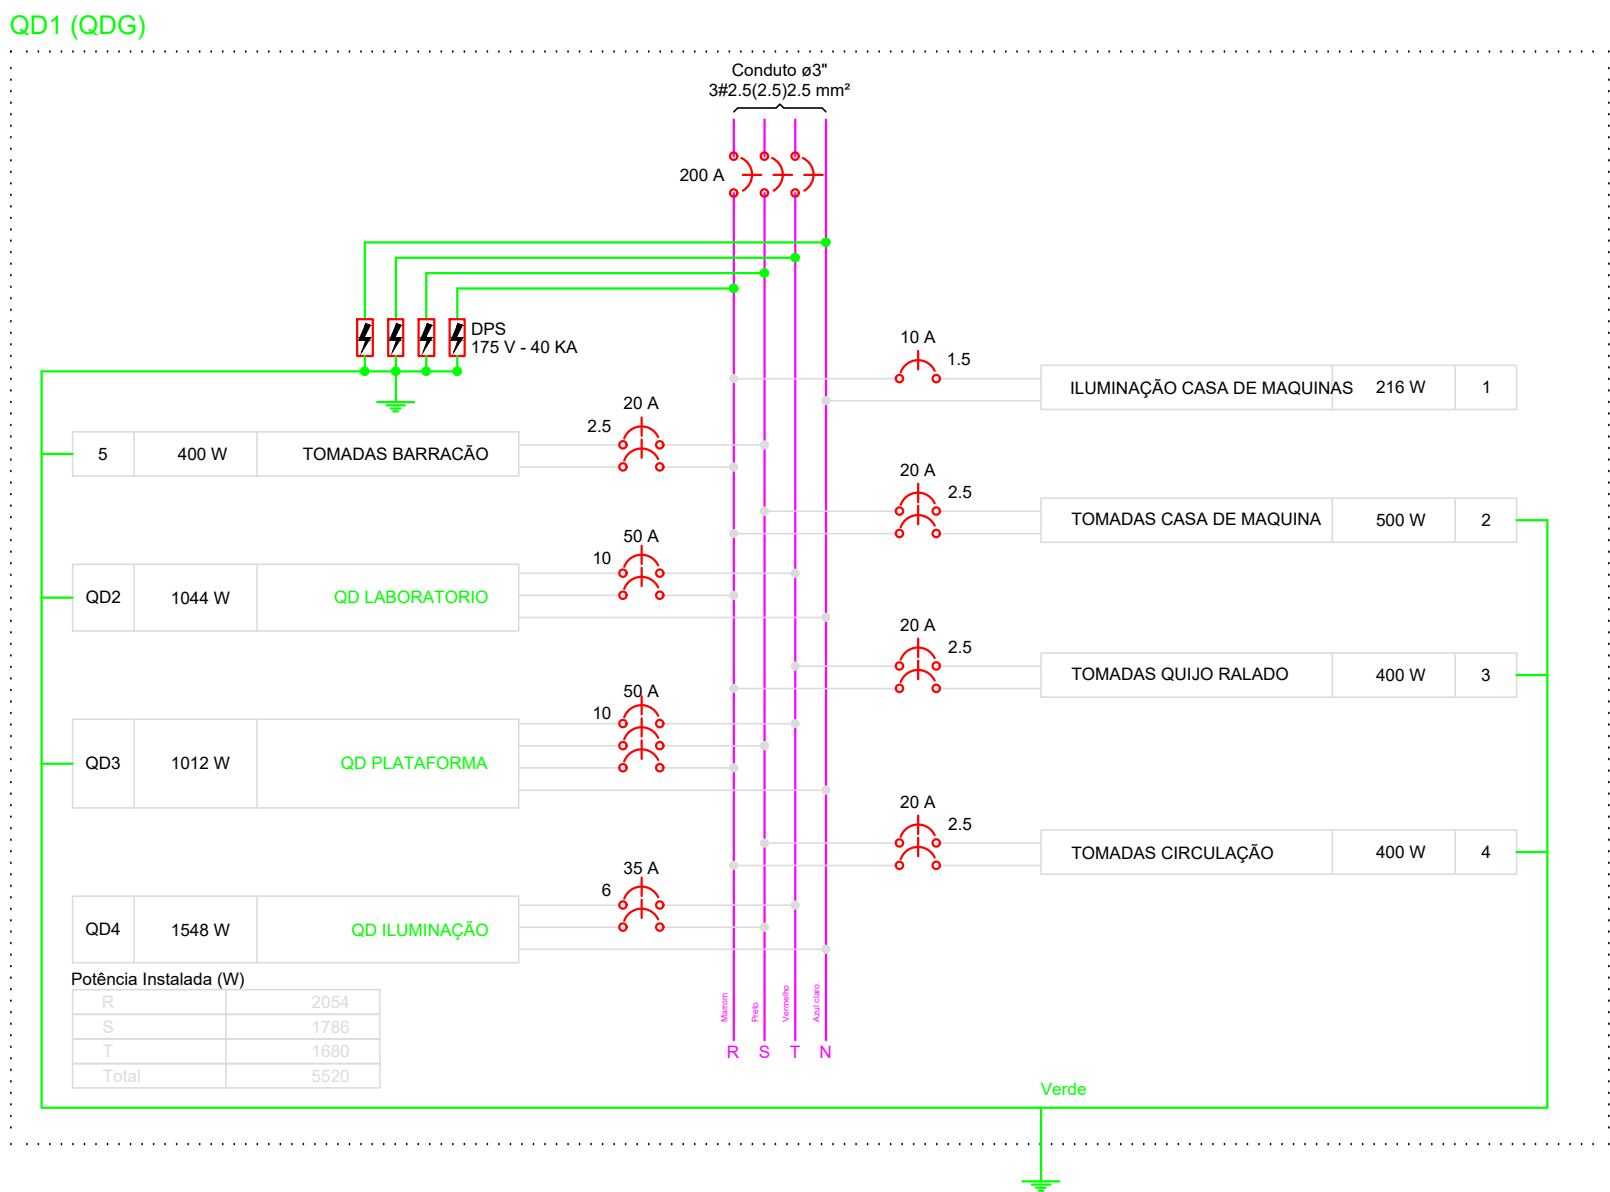 QD1 (QDG)
Conduto ø3"
3#2.5(2.5)2.5 mm²
200 A
DPS
175 V - 40 KA
10 A
1.5
ILUMINAÇÃO CASA DE MAQUINAS 216 W 1
20 A
2.5
5 400 W TOMADAS BARRACÃO
20 A
2.5
TOMADAS CASA DE MAQUINA 500 W 2
50 A
10
QD2 1044 W QD LABORATORIO
20 A
2.5
TOMADAS QUIJO RALADO 400 W 3
50 A
10
QD3 1012 W QD PLATAFORMA
20 A
2.5
TOMADAS CIRCULAÇÃO 400 W 4
35 A
6
QD4 1548 W QD ILUMINAÇÃO
Potência Instalada (W)
R 2054
S 1786
T 1680
Total 5520
Marrom
Preto
Vermelho
Azul claro
R S T N
Verde